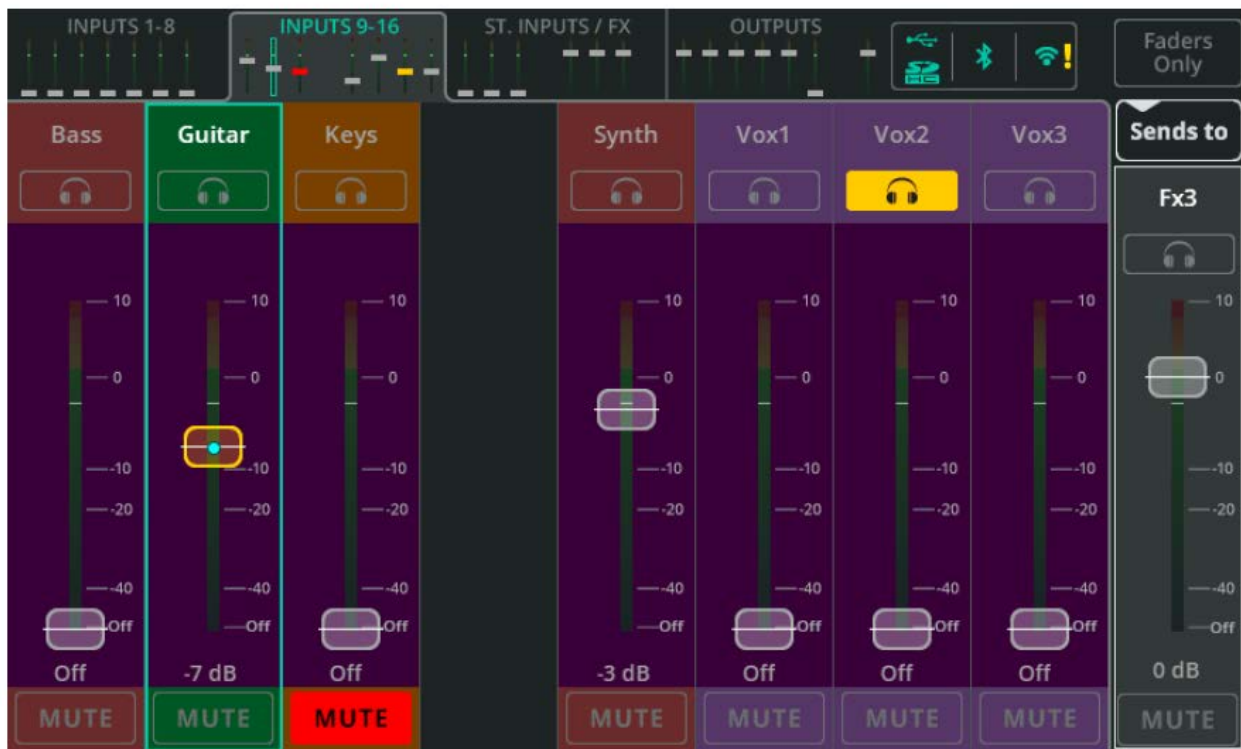 INPUTS 1-8 INPUTS 9-16 ST. INPUTS / FX OUTPUTS
SD
HC
!
Faders
Only
Bass Guitar Keys Synth Vox1 Vox2 Vox3 Sends to
Fx3
10 10 10 10 10 10 10 10
0 0 0 0 0 0 0 0
-10 -10 -10 -10 -10 -10 -10 -10
-20 -20 -20 -20 -20 -20 -20 -20
-40 -40 -40 -40 -40 -40 -40 -40
Off Off Off Off Off Off Off Off
Off -7 dB Off -3 dB Off Off Off 0 dB
MUTE MUTE MUTE MUTE MUTE MUTE MUTE MUTE